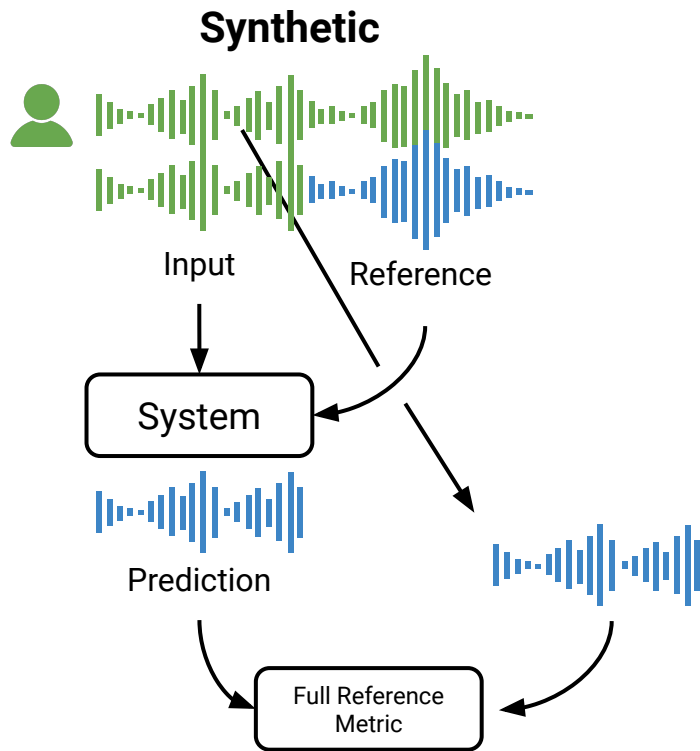 Synthetic
Input
Reference
System
Prediction
Full Reference
Metric